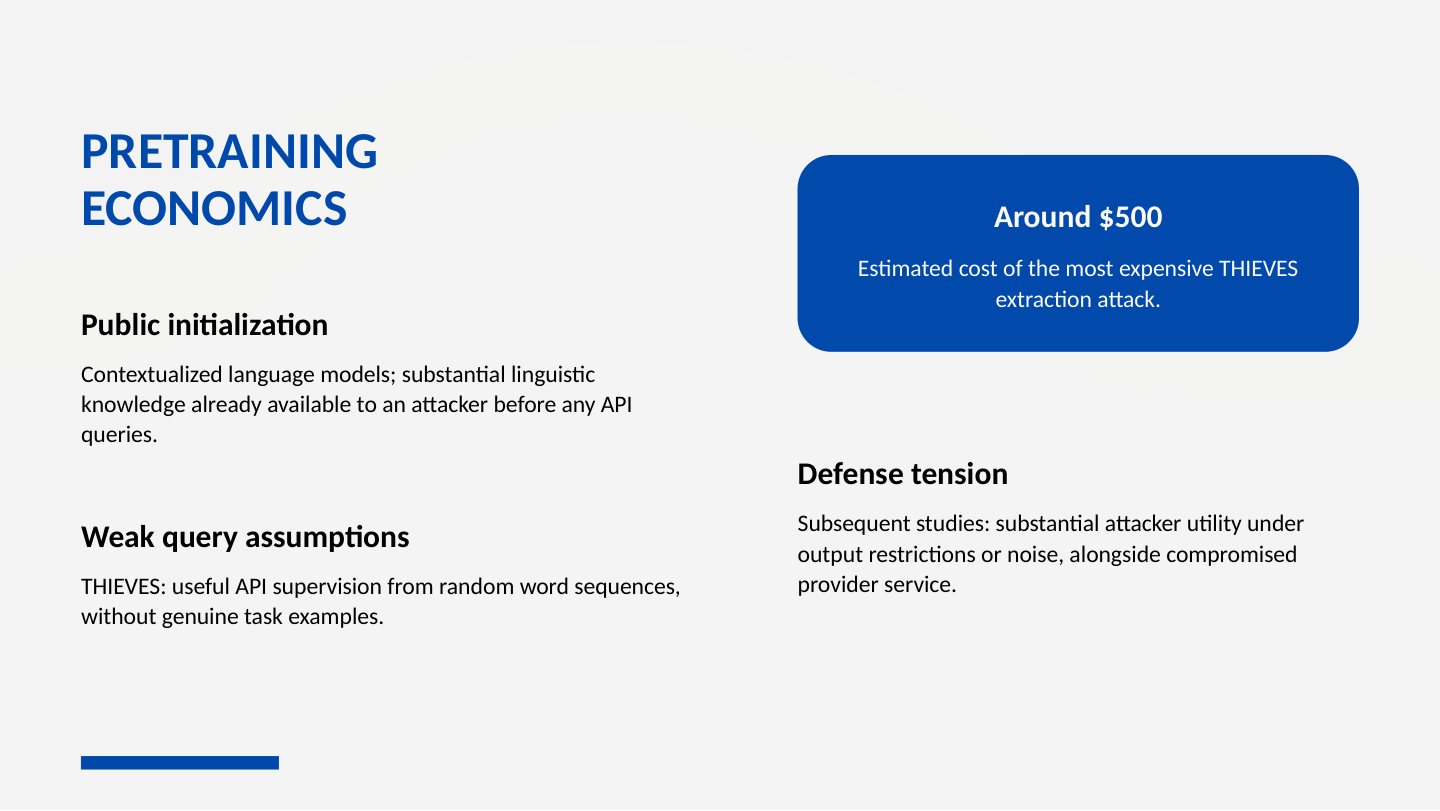 PRETRAINING
ECONOMICS
Public initialization
Contextualized language models; substantial linguistic
knowledge already available to an attacker before any API
queries.
Weak query assumptions
THIEVES: useful API supervision from random word sequences,
without genuine task examples.
Around $500
Estimated cost of the most expensive THIEVES
extraction attack.
Defense tension
Subsequent studies: substantial attacker utility under
output restrictions or noise, alongside compromised
provider service.